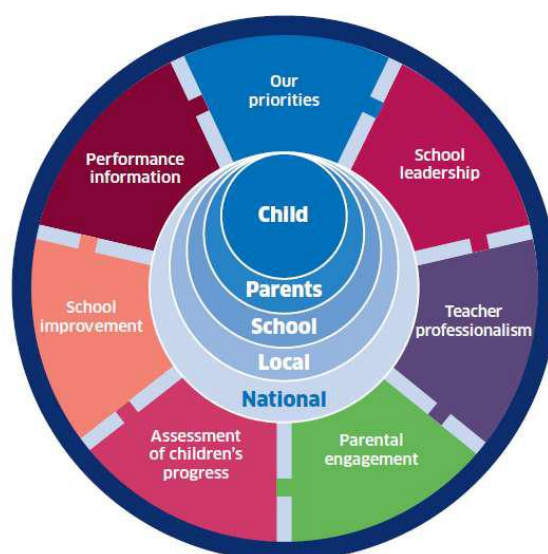 Our
priorities
School
leadership
Teacher
professionalism
Parental
engagement
Assessment
of children's
progress
School
improvement
Performance
information
Child
Parents
School
Local
National